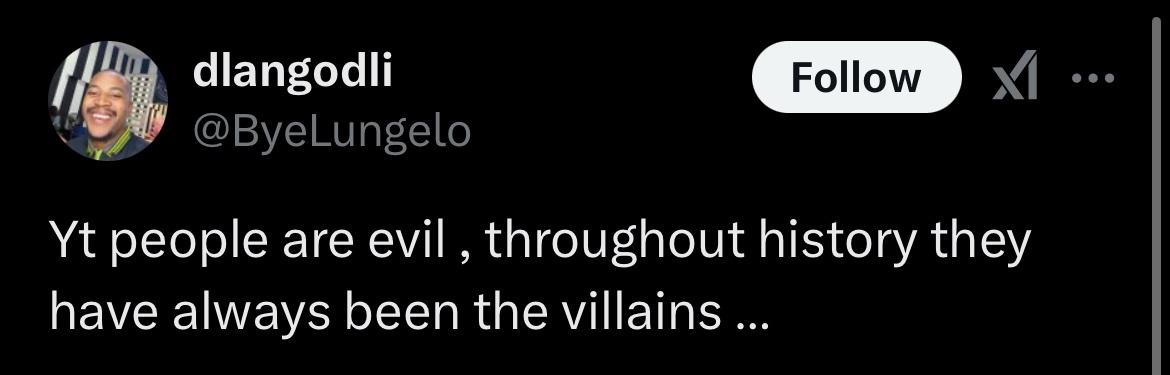 dlangodli
Follow
@ByeLungelo
Yt people are evil , throughout history they
have always been the villains ...